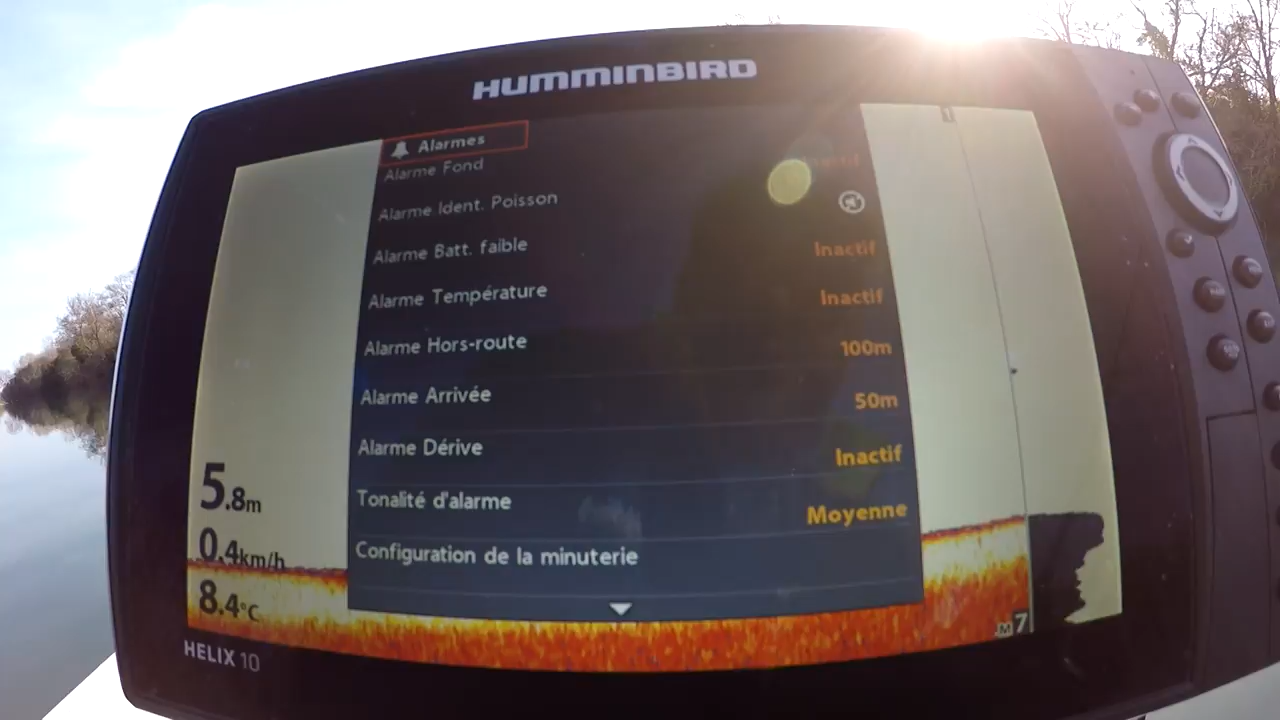 HUMMINBIRD
Alarmes
Alarme Fond
Alarme Ident. Poisson
Alarme Batt. faible Inactif
Alarme Température Inactif
Alarme Hors-route 100m
Alarme Arrivée 50m
Alarme Dérive Inactif
Tonalité d'alarme Moyenne
Configuration de la minuterie
1
5.8m
0.4km/h
8.4°C
M 7
HELIX 10